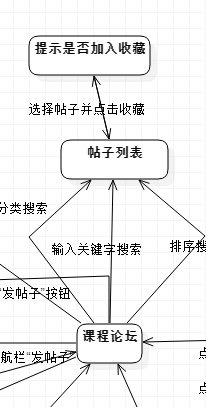 提示是否加入收藏
选择帖子并点击收藏
帖子列表
分类搜索
输入关键字搜索
排序搜
"发帖子"按钮
课程论坛
航栏"发帖子"
点
点